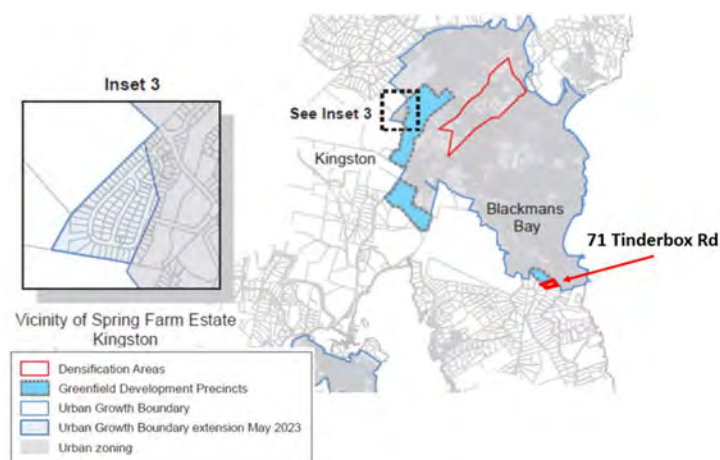 Inset 3
See Inset 3
Kingston
Blackmans
Bay
71 Tinderbox Rd
Vicinity of Spring Farm Estate
Kingston
Densification Areas
Greenfield Development Precincts
Urban Growth Boundary
Urban Growth Boundary extension May 2023
Urban zoning